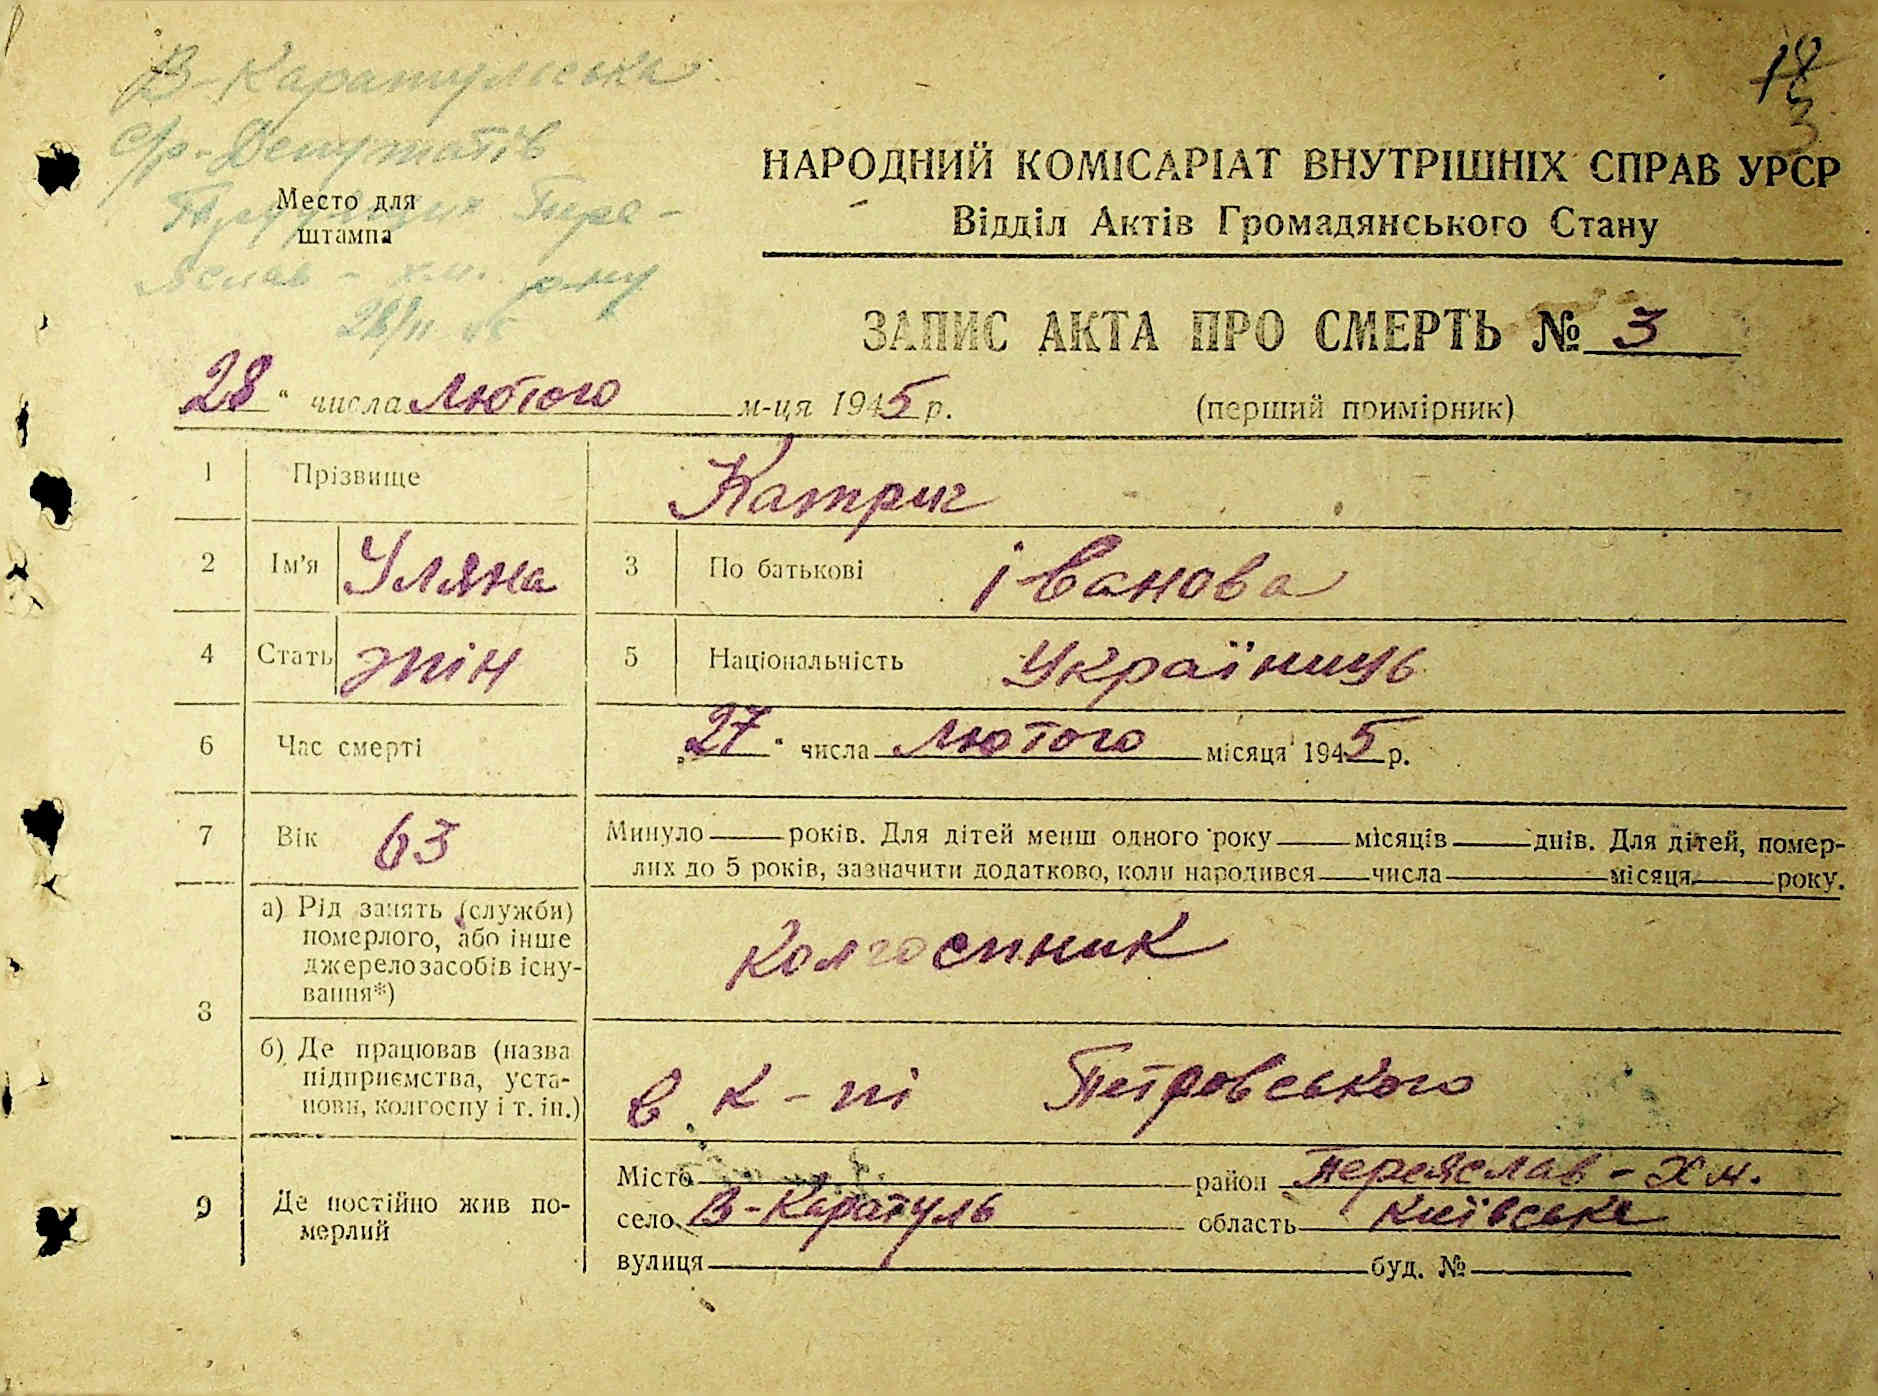 В-Каратульська
с/р-Депутатів
Трудящих Пере-
яслав-хм. р-ну
28/II 45
Место для
штампа
18
3
НАРОДНИЙ КОМІСАРІАТ ВНУТРІШНІХ СПРАВ УРСР
Відділ Актів Громадянського Стану
ЗАПИС АКТА ПРО СМЕРТЬ № 3
28 " числа Лютого м-ця 1945 р.
(перший примірник)
1 Прізвище Катрич
2 Ім'я Уляна 3 По батькові Іванова
4 Стать жін 5 Національність Українць
6 Час смерті „27" числа Лютого місяця 1945 р.
7 Вік 63 Минуло років. Для дітей менш одного року місяців днів. Для дітей, помер-
лих до 5 років, зазначити додатково, коли народився числа місяця року.
8 а) Рід занять (служби)
померлого, або інше
джерело засобів існу-
вання*)
Колгоспник
б) Де працював (назва
підприємства, уста-
нови, колгоспу і т. ін.)
в к-пі Петровського
9 Де постійно жив по-
мерлий
Місто район Переяслав-Хм.
село В-Каратуль область Київська
вулиця буд. №